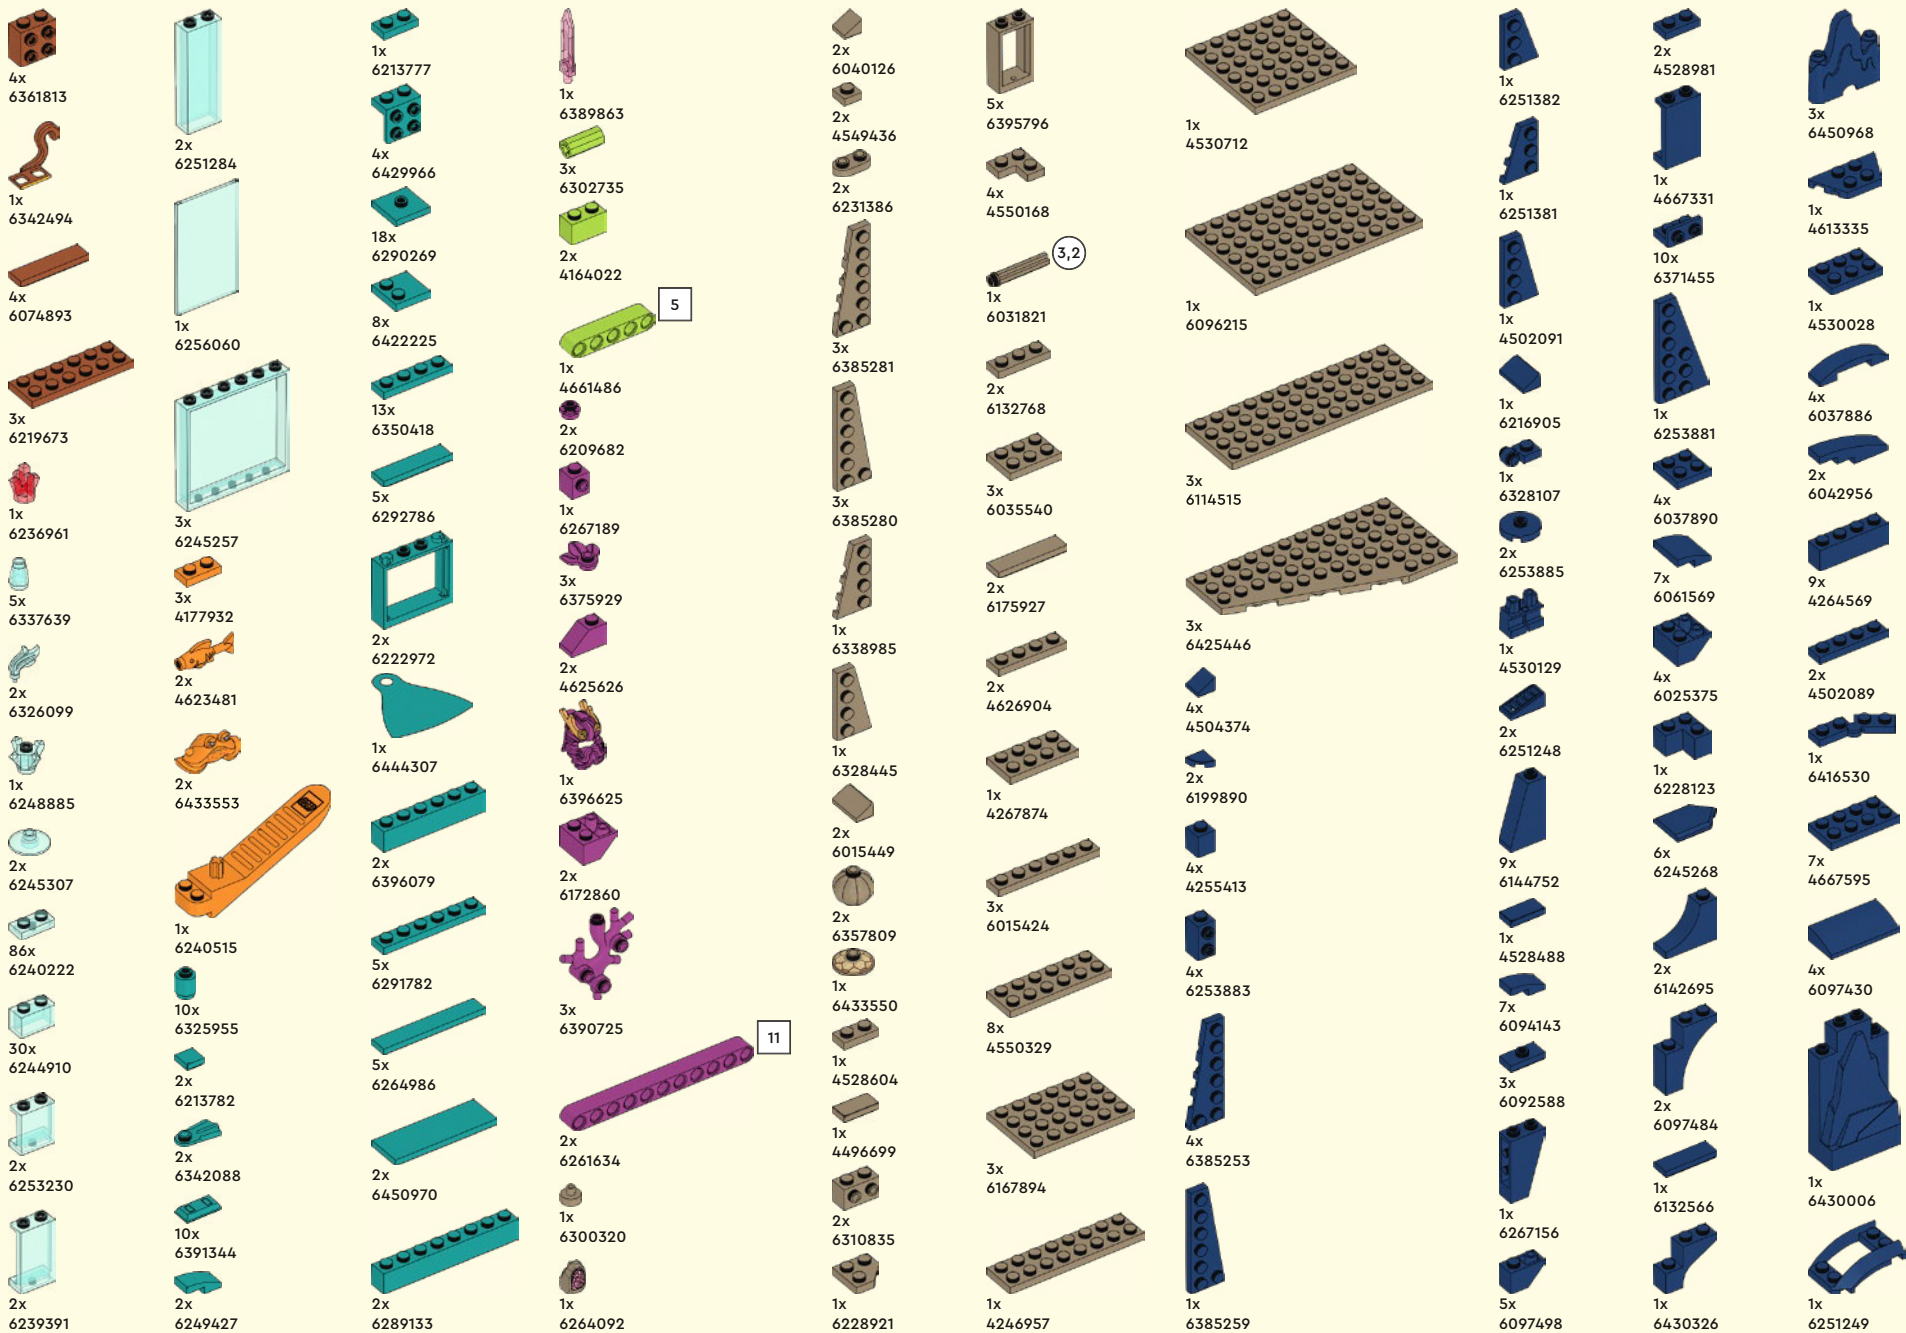 4x
6361813
1x
6342494
4x
6074893
3x
6219673
1x
6236961
5x
6337639
2x
6326099
1x
6248885
2x
6245307
86x
6240222
30x
6244910
2x
6253230
2x
6239391
2x
6251284
1x
6256060
3x
6245257
3x
4177932
2x
4623481
2x
6433553
1x
6240515
10x
6325955
2x
6213782
2x
6342088
10x
6391344
2x
6249427
1x
6213777
4x
6429966
18x
6290269
8x
6422225
13x
6350418
5x
6292786
2x
6222972
1x
6444307
2x
6396079
5x
6291782
5x
6264986
2x
6450970
2x
6289133
1x
6389863
3x
6302735
2x
4164022
5
1x
4661486
2x
6209682
1x
6267189
3x
6375929
2x
4625626
1x
6396625
2x
6172860
3x
6390725
11
2x
6261634
1x
6300320
1x
6264092
2x
6040126
2x
4549436
2x
6231386
3x
6385281
3x
6385280
1x
6338985
1x
6328445
2x
6015449
2x
6357809
1x
6433550
1x
4528604
1x
4496699
2x
6310835
1x
6228921
5x
6395796
4x
4550168
3,2
1x
6031821
2x
6132768
3x
6035540
2x
6175927
2x
4626904
1x
4267874
3x
6015424
8x
4550329
3x
6167894
1x
4246957
1x
4530712
1x
6096215
3x
6114515
3x
6425446
4x
4504374
2x
6199890
4x
4255413
4x
6253883
4x
6385253
1x
6385259
1x
6251382
1x
6251381
1x
4502091
1x
6216905
1x
6328107
2x
6253885
1x
4530129
2x
6251248
9x
6144752
1x
4528488
7x
6094143
3x
6092588
1x
6267156
5x
6097498
2x
4528981
1x
4667331
10x
6371455
1x
6253881
4x
6037890
7x
6061569
4x
6025375
1x
6228123
6x
6245268
2x
6142695
2x
6097484
1x
6132566
1x
6430326
3x
6450968
1x
4613335
1x
4530028
4x
6037886
2x
6042956
9x
4264569
2x
4502089
1x
6416530
7x
4667595
4x
6097430
1x
6430006
1x
6251249